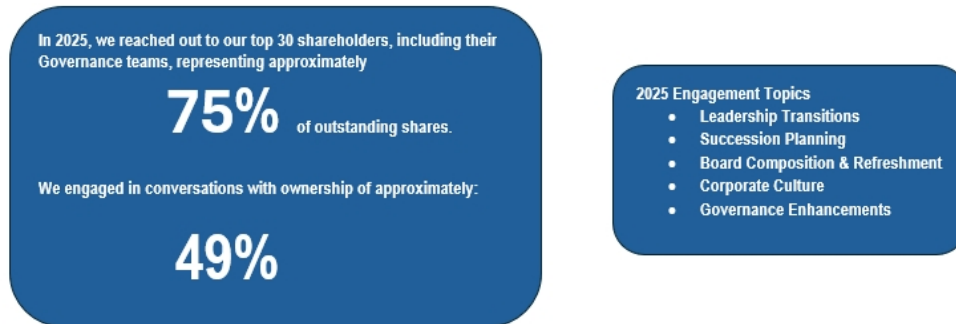 In 2025, we reached out to our top 30 shareholders, including their
Governance teams, representing approximately
75% of outstanding shares.
We engaged in conversations with ownership of approximately:
49%
2025 Engagement Topics
• Leadership Transitions
• Succession Planning
• Board Composition & Refreshment
• Corporate Culture
• Governance Enhancements